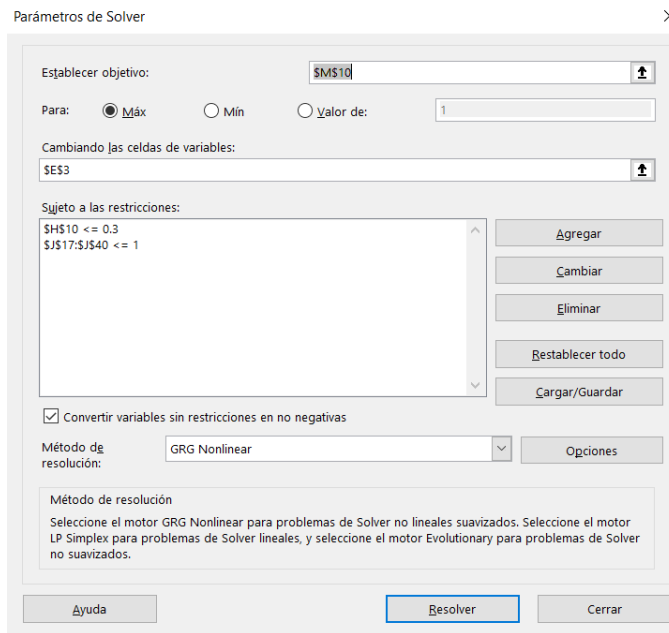 Parámetros de Solver
Establecer objetivo:
$M$10
Para:
Máx
Mín
Valor de:
1
Cambiando las celdas de variables:
$E$3
Sujeto a las restricciones:
$H$10 <= 0.3
$J$17:$J$40 <= 1
Agregar
Cambiar
Eliminar
Restablecer todo
Cargar/Guardar
Convertir variables sin restricciones en no negativas
Método de
resolución:
GRG Nonlinear
Opciones
Método de resolución
Seleccione el motor GRG Nonlinear para problemas de Solver no lineales suavizados. Seleccione el motor
LP Simplex para problemas de Solver lineales, y seleccione el motor Evolutionary para problemas de Solver
no suavizados.
Ayuda
Resolver
Cerrar